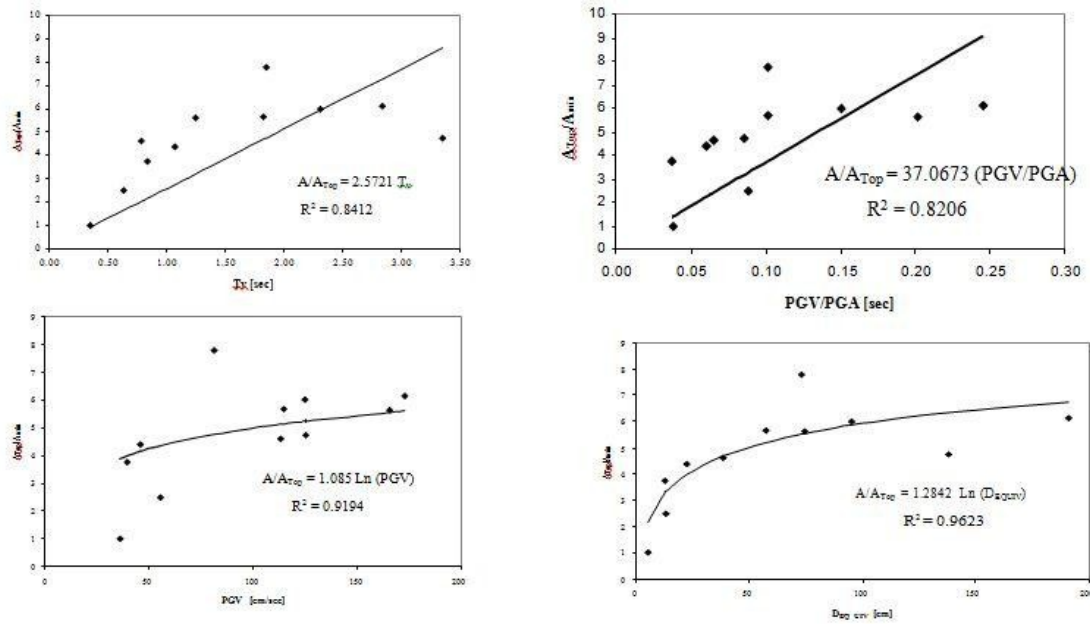 10
9
8
7
6
5
4
3
2
1
0
A/A_Top = 2.5721 T
R² = 0.8412
0.00 0.50 1.00 1.50 2.00 2.50 3.00 3.50
[sec]
10
9
8
7
6
5
4
3
2
1
0
A/A_Top = 37.0673 (PGV/PGA)
R² = 0.8206
0.00 0.05 0.10 0.15 0.20 0.25 0.30
PGV/PGA [sec]
9
8
7
6
5
4
3
2
1
0
A/A_Top = 1.085 Ln (PGV)
R² = 0.9194
0 50 100 150 200
PGV [cm/sec]
9
8
7
6
5
4
3
2
1
0
A/A_Top = 1.2842 Ln (D_EQUIV)
R² = 0.9623
0 50 100 150 200
[cm]